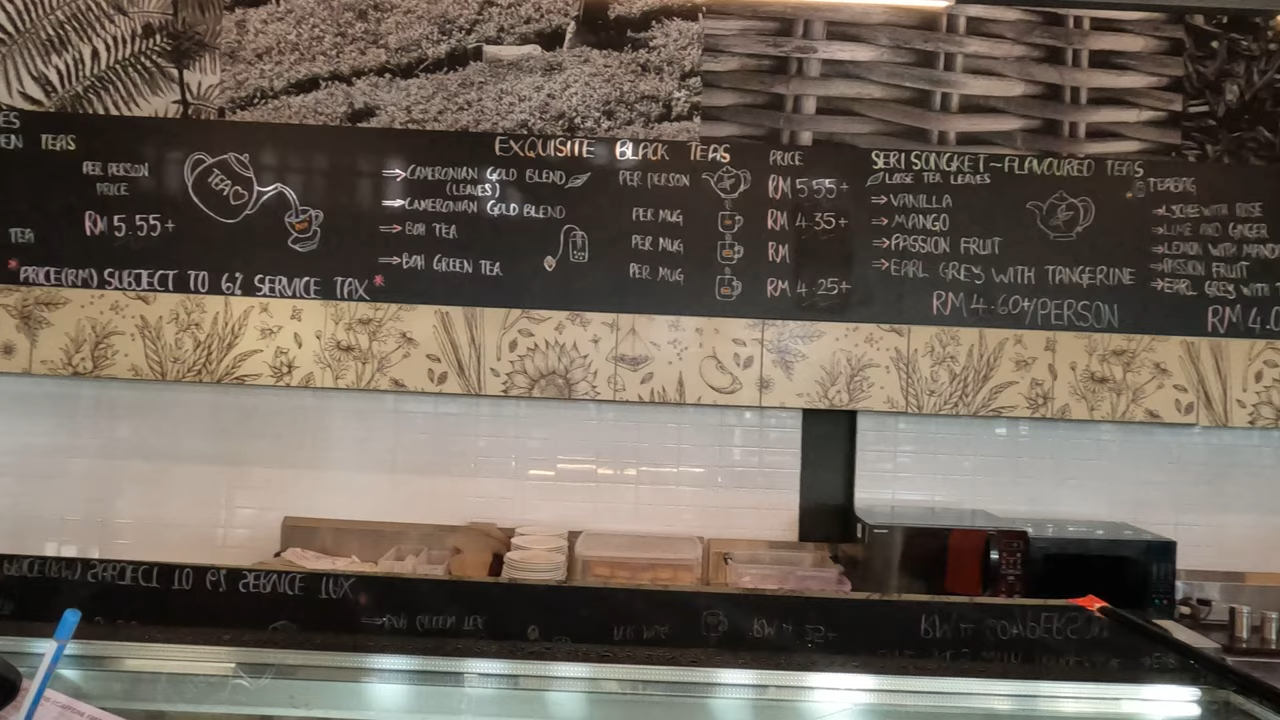 ES
EN TEAS
PER PERSON
PRICE
RM 5.55+
TEA
*PRICE(RM) SUBJECT TO 6% SERVICE TAX*
TEA
EXQUISITE BLACK TEAS
PRICE
CAMERONIAN GOLD BLEND
(LEAVES)
PER PERSON
RM 5.55+
CAMERONIAN GOLD BLEND
PER MUG
RM 4.35+
BOH TEA
PER MUG
RM
BOH GREEN TEA
PER MUG
RM 4.25+
SERI SONGKET~FLAVOURED TEAS
LOOSE TEA LEAVES
VANILLA
MANGO
PASSION FRUIT
EARL GREY WITH TANGERINE
RM 4.60+/PERSON
TEABAG
LYCHEE WITH ROSE
LIME AND GINGER
LEMON WITH MAND
PASSION FRUIT
EARL GREY WITH
RM 4.0